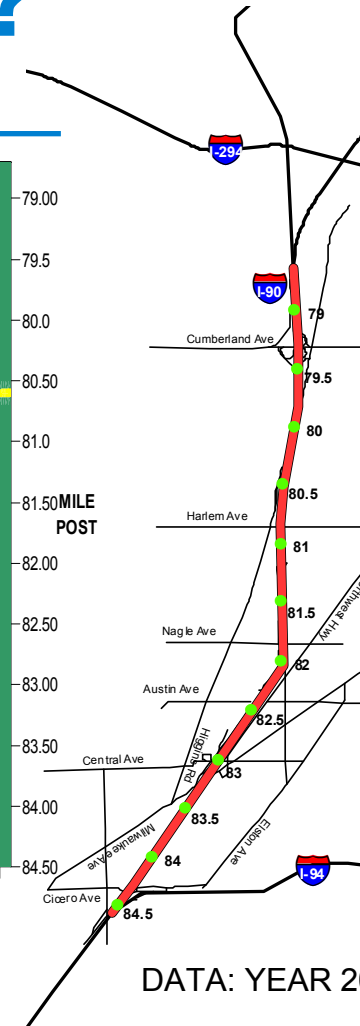 ?
I-294
79.00
79.5
I-90
80.0
79
Cumberland Ave
80.50
79.5
81.0
80
81.50
MILE
POST
80.5
Harlem Ave
82.00
81
82.50
81.5
Nagle Ave
Hwy
83.00
82
Austin Ave
82.5
83.50
Higgins Rd
Central Ave
83
84.00
83.5
Milwaukee Ave
Elston Ave
84
84.50
I-94
Cicero Ave
84.5
DATA: YEAR